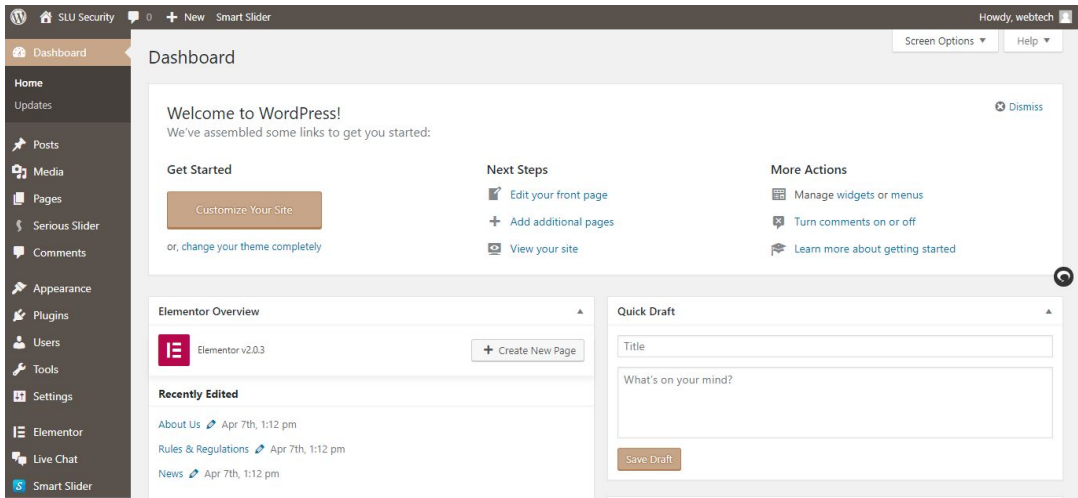 SLU Security 0 + New Smart Slider Howdy, webtech
Dashboard
Home
Updates
Posts
Media
Pages
Serious Slider
Comments
Appearance
Plugins
Users
Tools
Settings
Elementor
Live Chat
Smart Slider
Screen Options Help
Dashboard
Welcome to WordPress!
Dismiss
We've assembled some links to get you started:
Get Started
Customize Your Site
or, change your theme completely
Next Steps
Edit your front page
Add additional pages
View your site
More Actions
Manage widgets or menus
Turn comments on or off
Learn more about getting started
Elementor Overview
Elementor v2.0.3
+ Create New Page
Recently Edited
About Us Apr 7th, 1:12 pm
Rules & Regulations Apr 7th, 1:12 pm
News Apr 7th, 1:12 pm
Quick Draft
Title
What's on your mind?
Save Draft